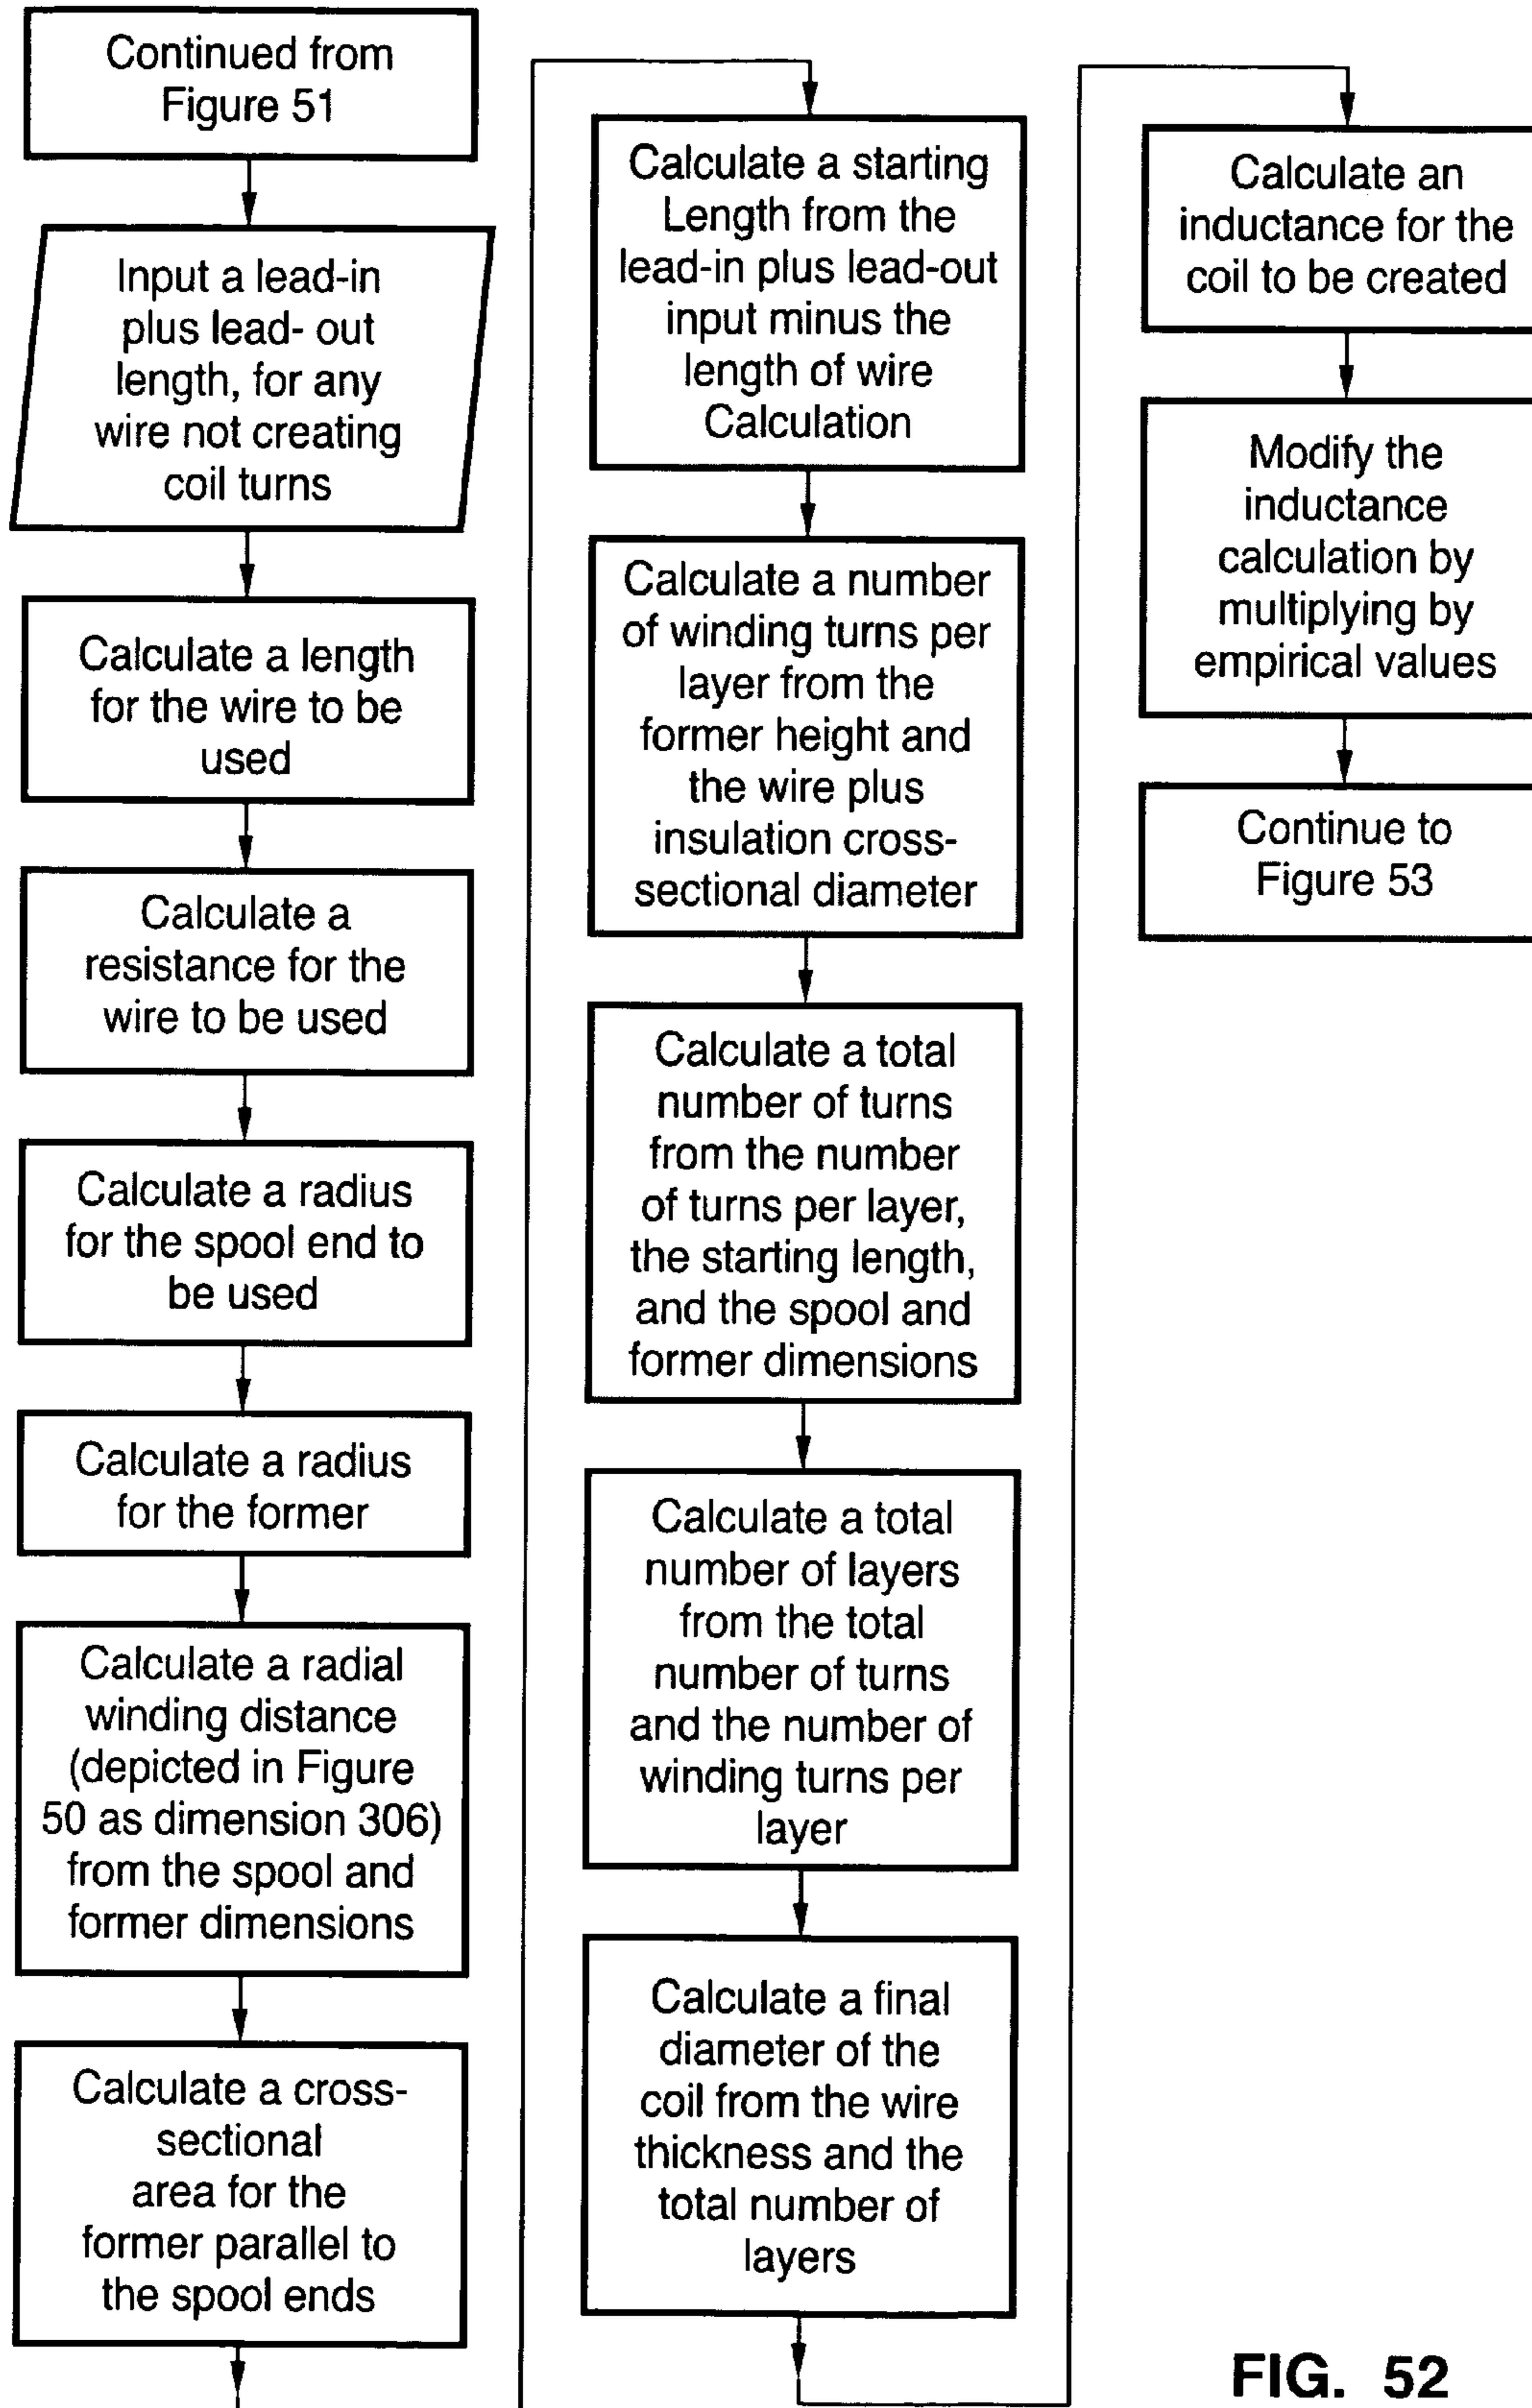 Continued from
Figure 51
Input a lead-in
plus lead- out
length, for any
wire not creating
coil turns
Calculate a length
for the wire to be
used
Calculate a
resistance for the
wire to be used
Calculate a radius
for the spool end to
be used
Calculate a radius
for the former
Calculate a radial
winding distance
(depicted in Figure
50 as dimension 306)
from the spool and
former dimensions
Calculate a cross-
sectional
area for the
former parallel to
the spool ends
Calculate a starting
Length from the
lead-in plus lead-out
input minus the
length of wire
Calculation
Calculate a number
of winding turns per
layer from the
former height and
the wire plus
insulation cross-
sectional diameter
Calculate a total
number of turns
from the number
of turns per layer,
the starting length,
and the spool and
former dimensions
Calculate a total
number of layers
from the total
number of turns
and the number of
winding turns per
layer
Calculate a final
diameter of the
coil from the wire
thickness and the
total number of
layers
Calculate an
inductance for the
coil to be created
Modify the
inductance
calculation by
multiplying by
empirical values
Continue to
Figure 53
FIG. 52